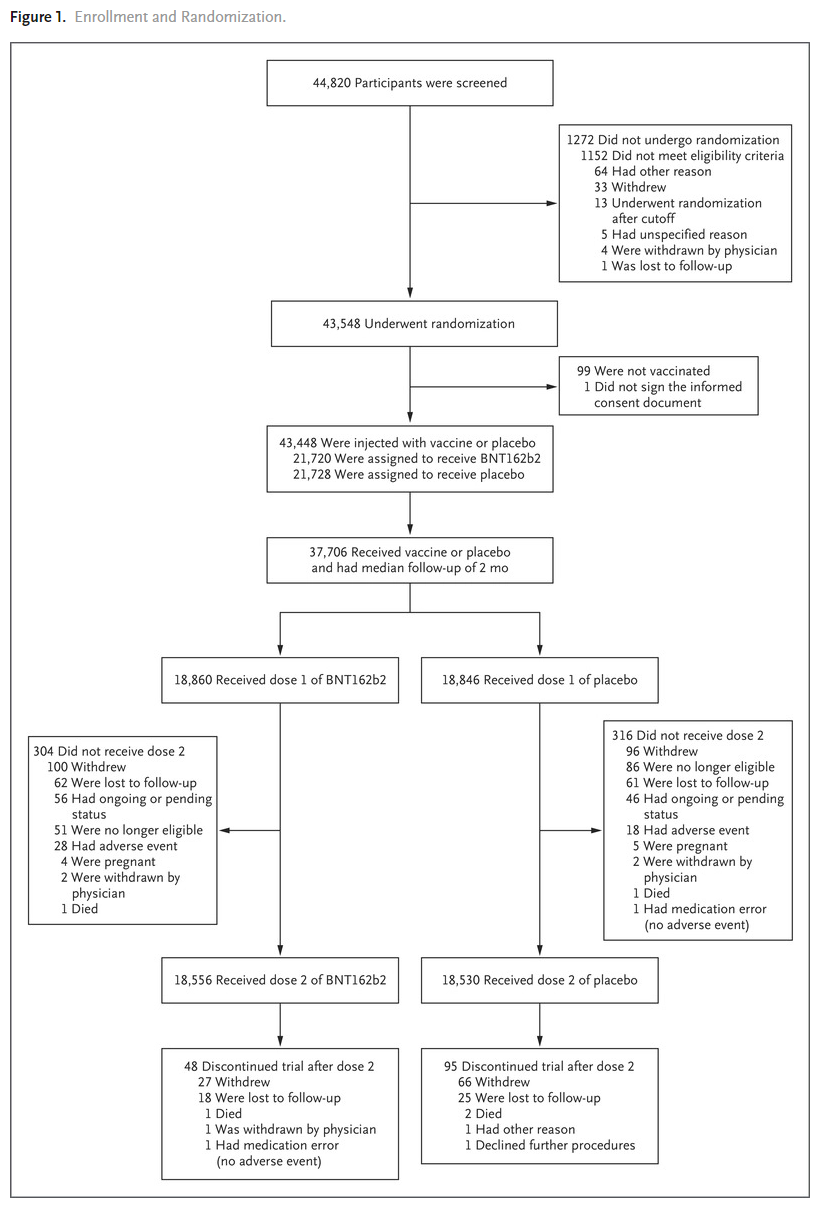 Figure 1. Enrollment and Randomization.
44,820 Participants were screened
1272 Did not undergo randomization
1152 Did not meet eligibility criteria
64 Had other reason
33 Withdrew
13 Underwent randomization
after cutoff
5 Had unspecified reason
4 Were withdrawn by physician
1 Was lost to follow-up
43,548 Underwent randomization
99 Were not vaccinated
1 Did not sign the informed
consent document
43,448 Were injected with vaccine or placebo
21,720 Were assigned to receive BNT162b2
21,728 Were assigned to receive placebo
37,706 Received vaccine or placebo
and had median follow-up of 2 mo
18,860 Received dose 1 of BNT162b2
18,846 Received dose 1 of placebo
304 Did not receive dose 2
100 Withdrew
62 Were lost to follow-up
56 Had ongoing or pending
status
51 Were no longer eligible
28 Had adverse event
4 Were pregnant
2 Were withdrawn by
physician
1 Died
316 Did not receive dose 2
96 Withdrew
86 Were no longer eligible
61 Were lost to follow-up
46 Had ongoing or pending
status
18 Had adverse event
5 Were pregnant
2 Were withdrawn by
physician
1 Died
1 Had medication error
(no adverse event)
18,556 Received dose 2 of BNT162b2
18,530 Received dose 2 of placebo
48 Discontinued trial after dose 2
27 Withdrew
18 Were lost to follow-up
1 Died
1 Was withdrawn by physician
1 Had medication error
(no adverse event)
95 Discontinued trial after dose 2
66 Withdrew
25 Were lost to follow-up
2 Died
1 Had other reason
1 Declined further procedures